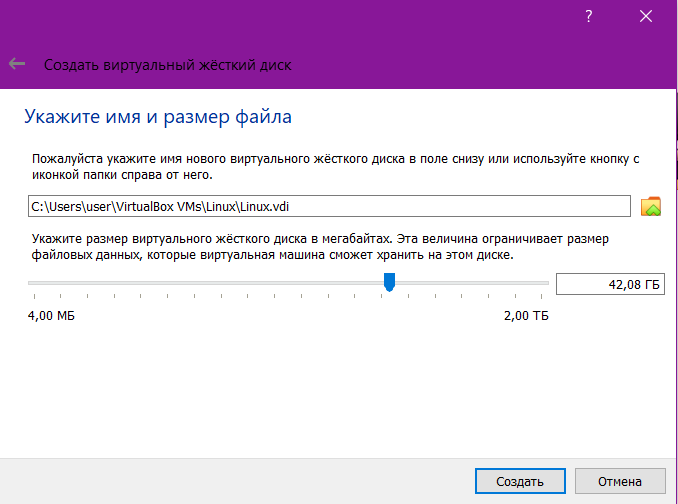 ?
Создать виртуальный жёсткий диск
Укажите имя и размер файла
Пожалуйста укажите имя нового виртуального жёсткого диска в поле снизу или используйте кнопку с
иконкой папки справа от него.
C:\Users\user\VirtualBox VMs\Linux\Linux.vdi
Укажите размер виртуального жёсткого диска в мегабайтах. Эта величина ограничивает размер
файловых данных, которые виртуальная машина сможет хранить на этом диске.
42,08 ГБ
4,00 МБ 2,00 ТБ
Создать Отмена